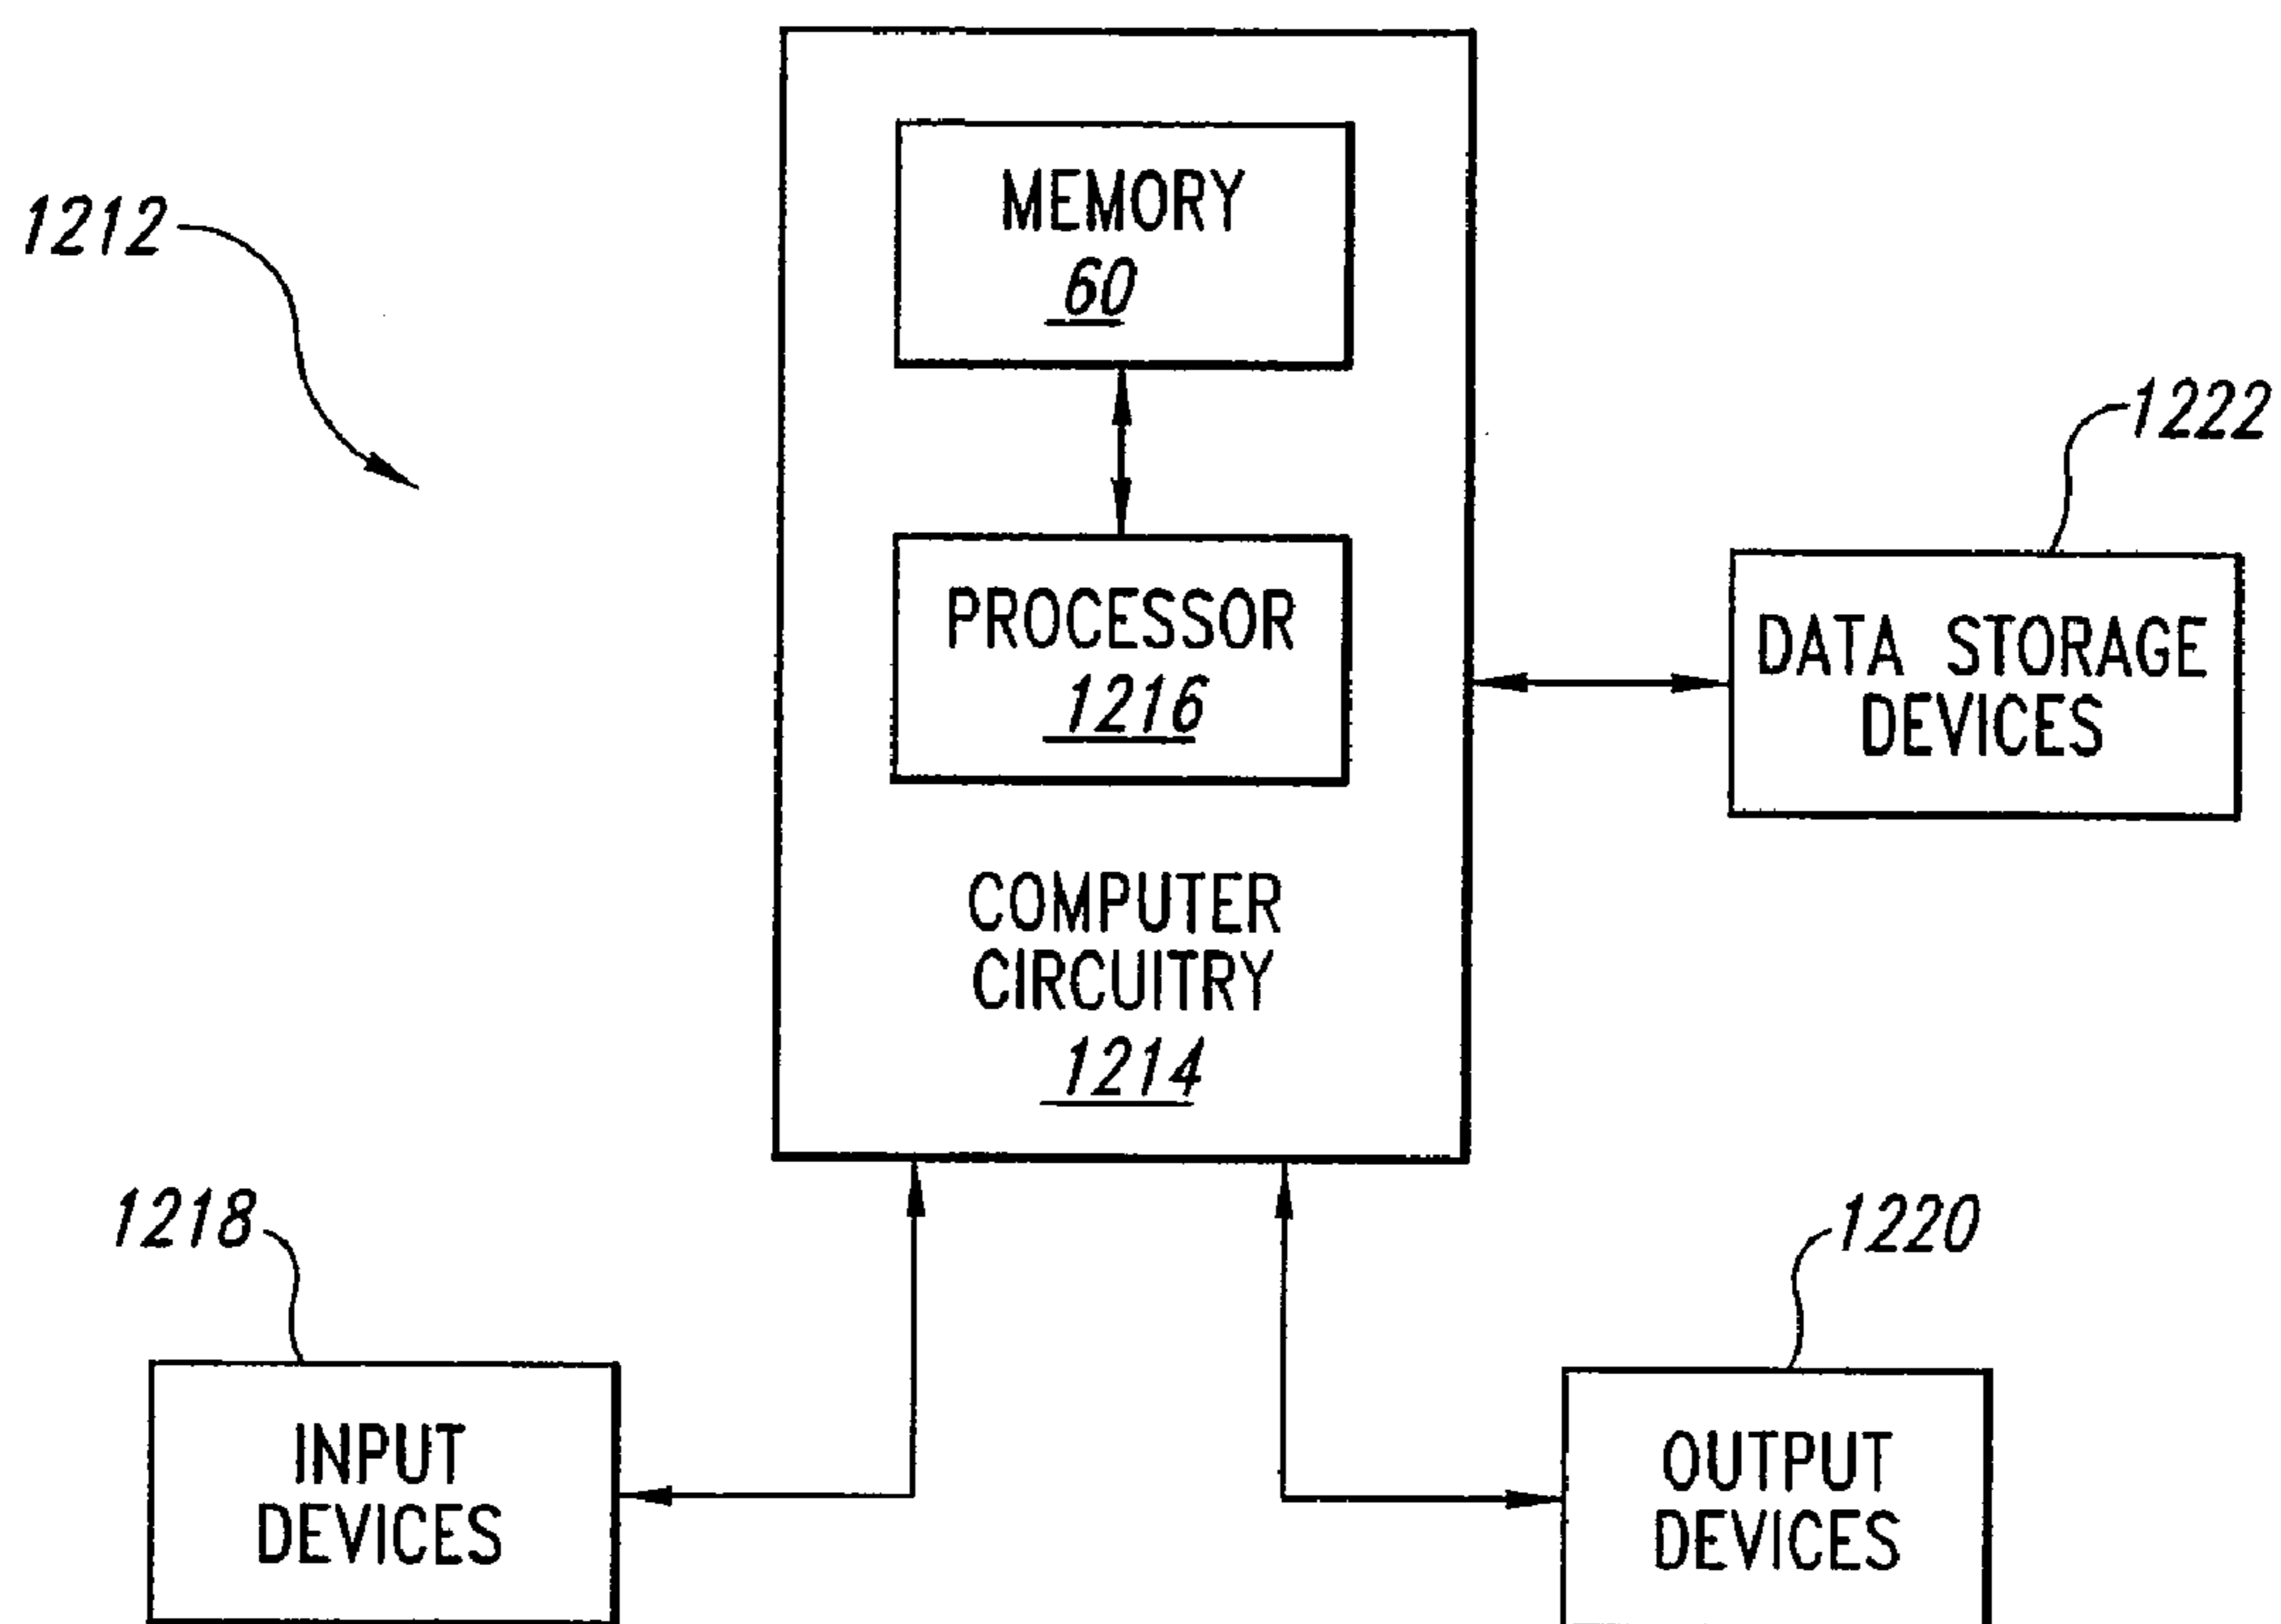 1212
MEMORY
60
1222
PROCESSOR
1216
DATA STORAGE
DEVICES
COMPUTER
CIRCUITRY
1214
1218
1220
INPUT
DEVICES
OUTPUT
DEVICES